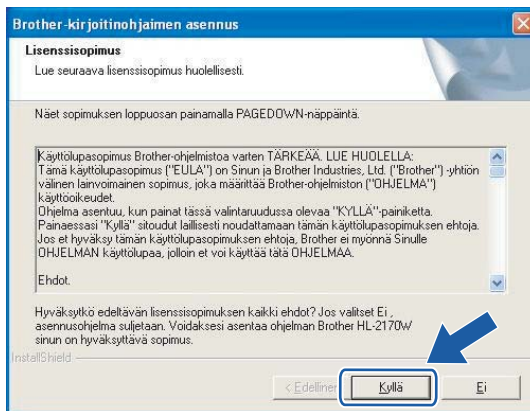 Brother-kirjoitinohjaimen asennus
Lisenssisopimus
Lue seuraava lisenssisopimus huolellisesti.
Näet sopimuksen loppuosan painamalla PAGEDOWN-näppäintä.
Käyttölupasopimus Brother-ohjelmistoa varten TÄRKEÄÄ. LUE HUOLELLA:
Tämä käyttölupasopimus ("EULA") on Sinun ja Brother Industries, Ltd. ("Brother") -yhtiön
välinen lainvoimainen sopimus, joka määrittää Brother-ohjelmiston ("OHJELMA")
käyttöoikeudet.
Ohjelma asentuu, kun painat tässä valintaruudussa olevaa "KYLLÄ"-painiketta.
Painaessasi "Kyllä" sitoudut laillisesti noudattamaan tämän käyttölupasopimuksen ehtoja.
Jos et hyväksy tämän käyttölupasopimuksen ehtoja, Brother ei myönnä Sinulle
OHJELMAN käyttölupaa, jolloin et voi käyttää tätä OHJELMAA.
Ehdot.
Hyväksytkö edeltävän lisenssisopimuksen kaikki ehdot? Jos valitset Ei ,
asennusohjelma suljetaan. Voidaksesi asentaa ohjelman Brother HL-2170W
sinun on hyväksyttävä sopimus.
InstallShield
< Edelliner Kyllä Ei